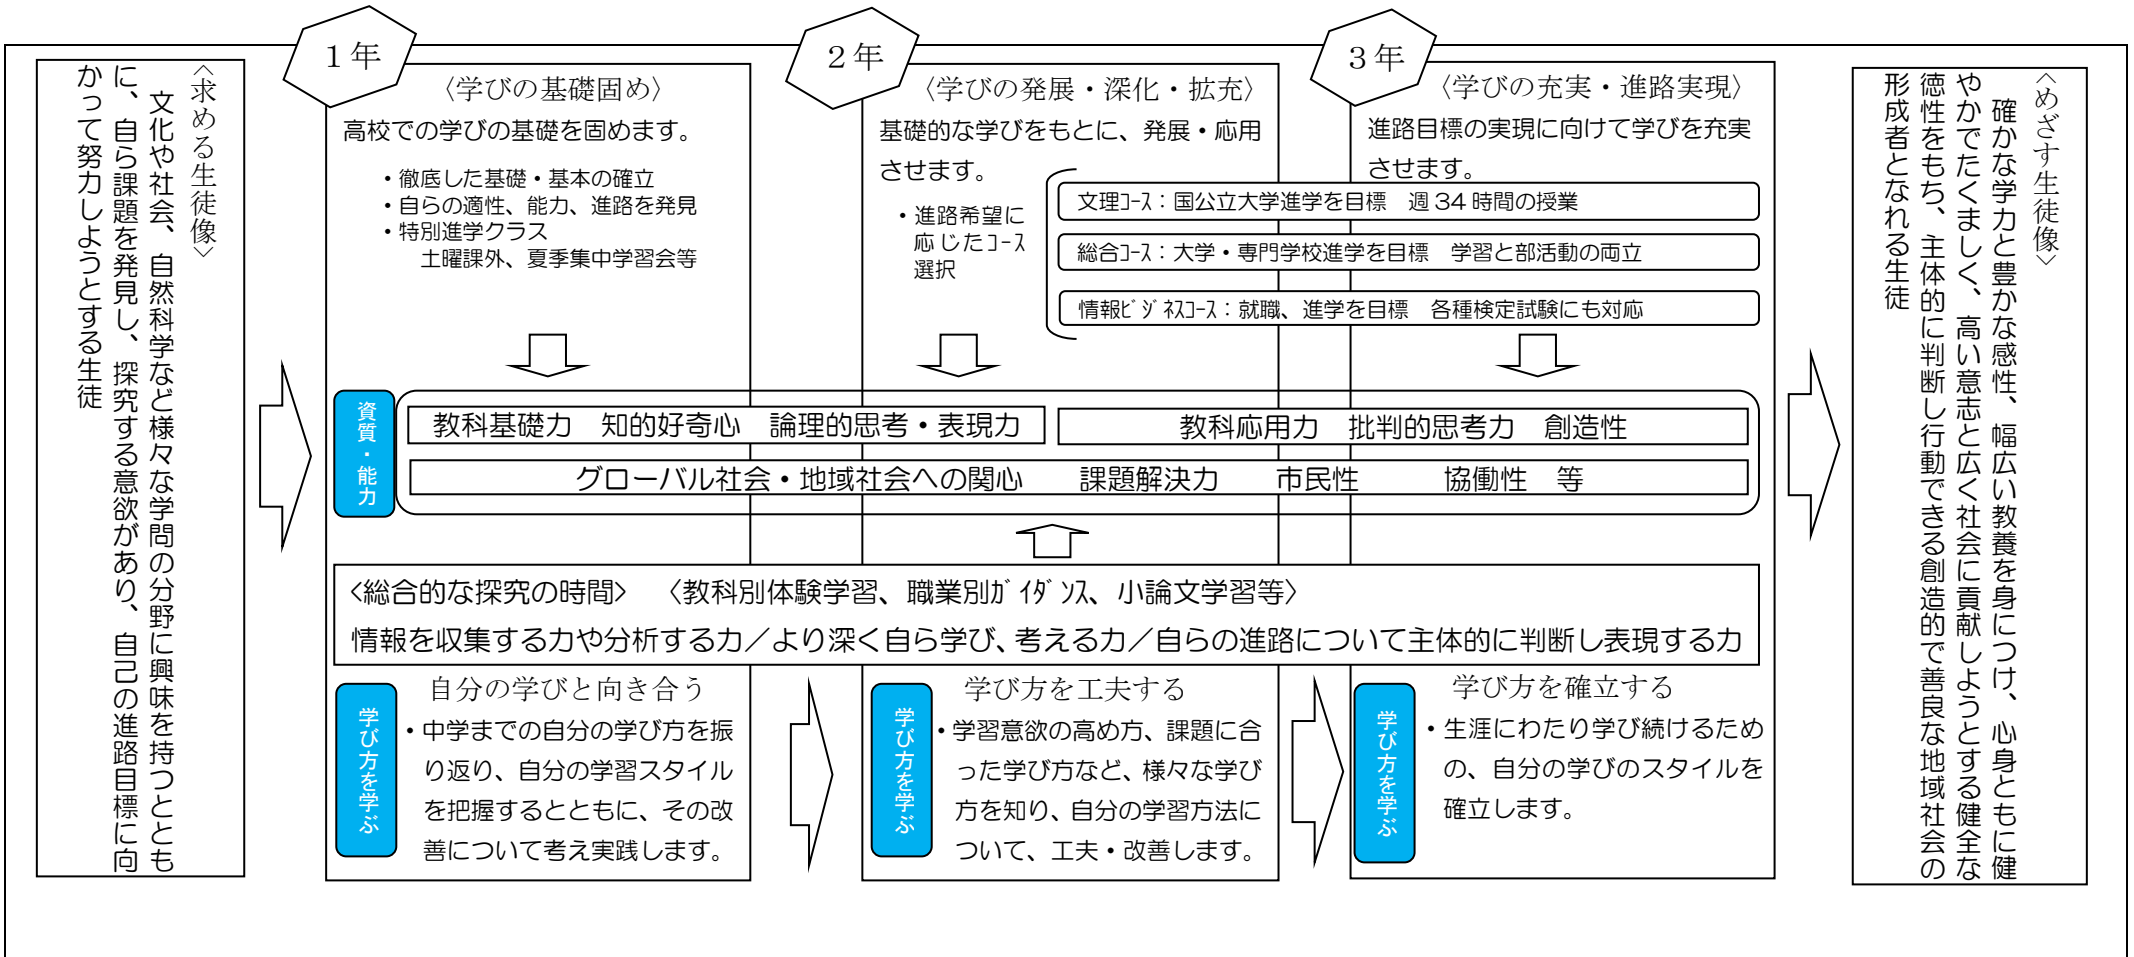 〈求める生徒像〉
文化や社会、自然科学など様々な学問の分野に興味を持つととも
に、自ら課題を発見し、探究する意欲があり、自己の進路目標に向
かって努力しようとする生徒
1年
〈学びの基礎固め〉
高校での学びの基礎を固めます。
・徹底した基礎・基本の確立
・自らの適性、能力、進路を発見
・特別進学クラス
土曜課外、夏季集中学習会等
2年
〈学びの発展・深化・拡充〉
基礎的な学びをもとに、発展・応用
させます。
・進路希望に
応じたｺｰｽ
選択
3年
〈学びの充実・進路実現〉
進路目標の実現に向けて学びを充実
させます。
文理ｺｰｽ：国公立大学進学を目標　週34時間の授業
総合ｺｰｽ：大学・専門学校進学を目標　学習と部活動の両立
情報ﾋﾞｼﾞﾈｽｺｰｽ：就職、進学を目標　各種検定試験にも対応
資質・能力
教科基礎力　知的好奇心　論理的思考・表現力
教科応用力　批判的思考力　創造性
グローバル社会・地域社会への関心　　課題解決力　　市民性　　　協働性　等
<総合的な探究の時間>　〈教科別体験学習、職業別ｶﾞｲﾀﾞﾝｽ、小論文学習等〉
情報を収集する力や分析する力／より深く自ら学び、考える力／自らの進路について主体的に判断し表現する力
学び方を学ぶ
自分の学びと向き合う
・中学までの自分の学び方を振
り返り、自分の学習スタイル
を把握するとともに、その改
善について考え実践します。
学び方を学ぶ
学び方を工夫する
・学習意欲の高め方、課題に合
った学び方など、様々な学び
方を知り、自分の学習方法に
ついて、工夫・改善します。
学び方を学ぶ
学び方を確立する
・生涯にわたり学び続けるため
の、自分の学びのスタイルを
確立します。
〈めざす生徒像〉
確かな学力と豊かな感性、幅広い教養を身につけ、心身ともに健
やかでたくましく、高い意志と広く社会に貢献しようとする健全な
徳性をもち、主体的に判断し行動できる創造的で善良な地域社会の
形成者となれる生徒